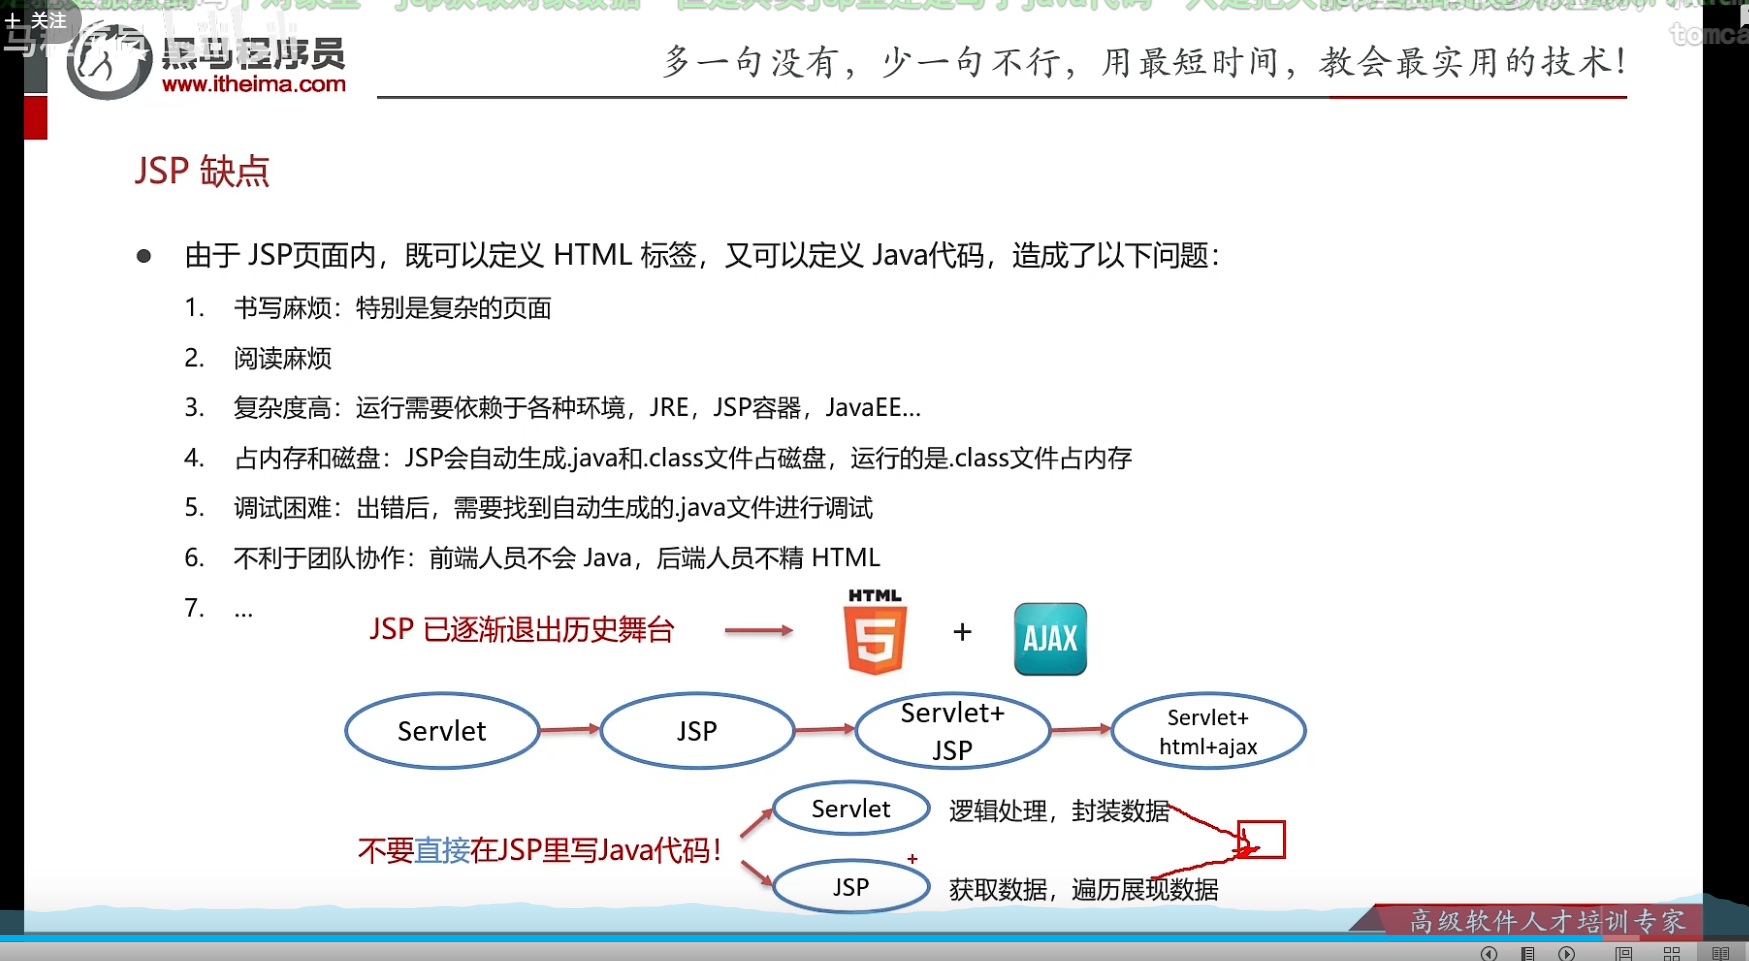 + 关注
黑马程序员
www.itheima.com
多一句没有，少一句不行，用最短时间，教会最实用的技术！
tomca
JSP 缺点
● 由于 JSP页面内，既可以定义 HTML 标签，又可以定义 Java代码，造成了以下问题：
1. 书写麻烦：特别是复杂的页面
2. 阅读麻烦
3. 复杂度高：运行需要依赖于各种环境，JRE，JSP容器，JavaEE...
4. 占内存和磁盘：JSP会自动生成.java和.class文件占磁盘，运行的是.class文件占内存
5. 调试困难：出错后，需要找到自动生成的.java文件进行调试
6. 不利于团队协作：前端人员不会 Java，后端人员不精 HTML
7. ...
JSP 已逐渐退出历史舞台
HTML
5
+
AJAX
Servlet
JSP
Servlet+
JSP
Servlet+
html+ajax
不要直接在JSP里写Java代码！
Servlet
逻辑处理，封装数据
JSP
获取数据，遍历展现数据
高级软件人才培训专家